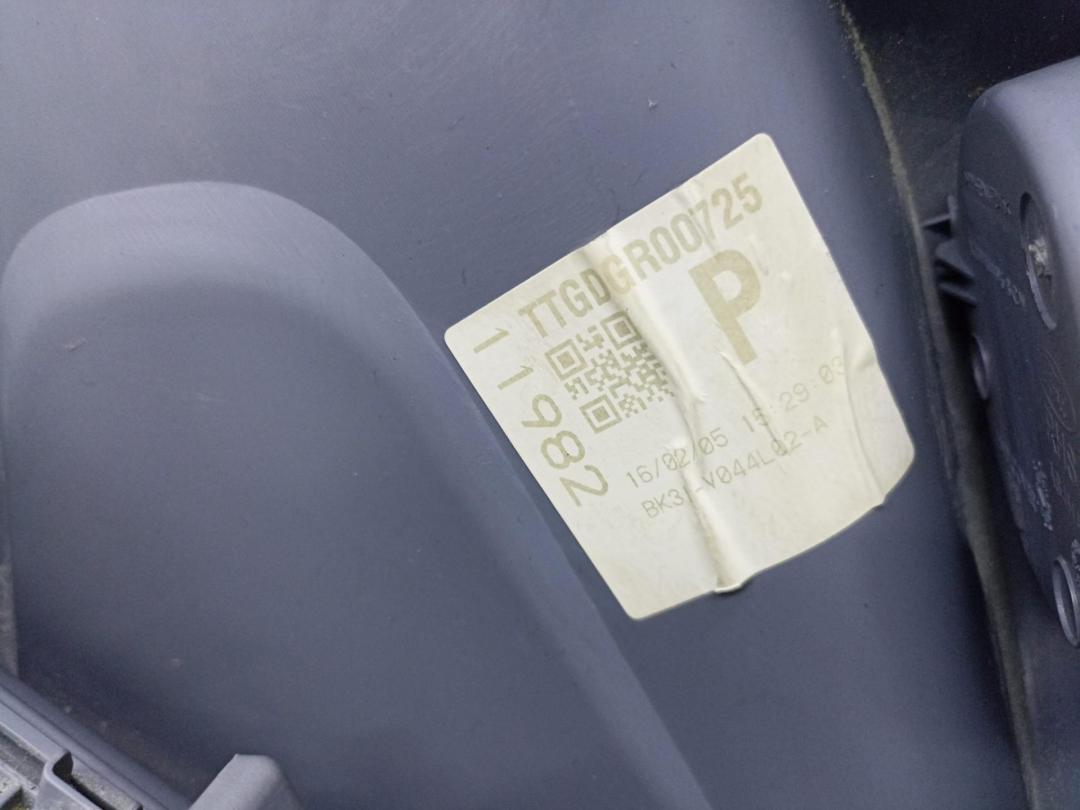 TTGDGR00725
P
11982
16/02/05 15:29:03
BK31-V044L02-A